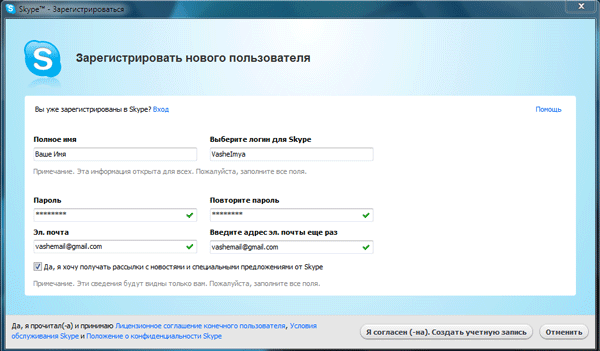 Skype™ - Зарегистрироваться
S
Зарегистрировать нового пользователя
Вы уже зарегистрированы в Skype? Вход
Помощь
Полное имя
Выберите логин для Skype
Ваше Имя
VasheImya
Примечание. Эта информация открыта для всех. Пожалуйста, заполните все поля.
Пароль
Повторите пароль
********
********
Эл. почта
Введите адрес эл. почты еще раз
vashemail@gmail.com
vashemail@gmail.com
Да, я хочу получать рассылки с новостями и специальными предложениями от Skype
Примечание. Эти сведения будут видны только вам. Пожалуйста, заполните все поля.
Да, я прочитал(-а) и принимаю Лицензионное соглашение конечного пользователя, Условия
обслуживания Skype и Положение о конфиденциальности Skype
Я согласен (-на). Создать учетную запись
Отменить